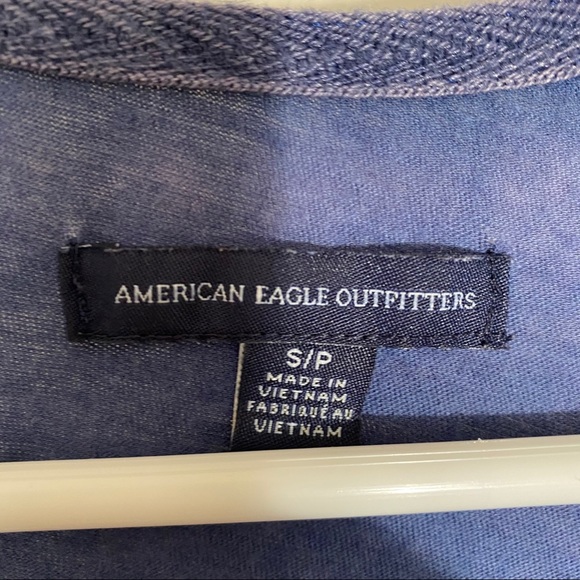 AMERICAN EAGLE OUTFITTERS
S/P
MADE IN
VIETNAM
FABRIQUÉ AU
VIETNAM